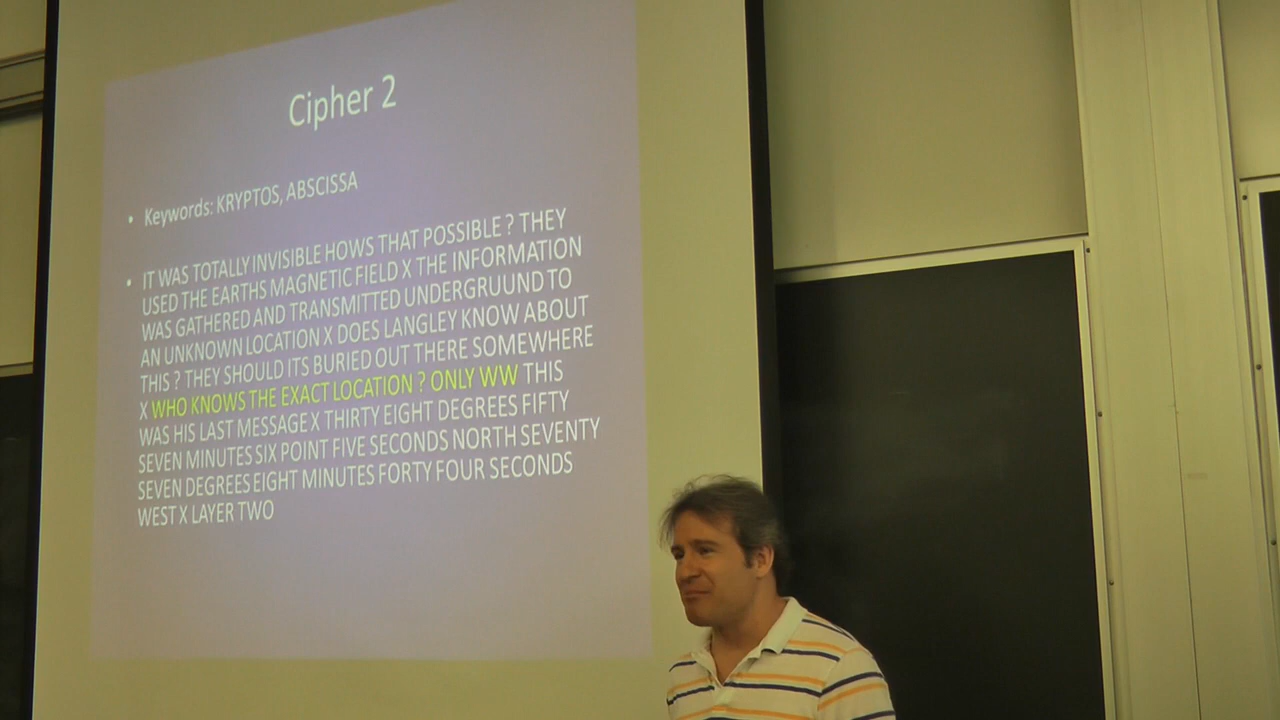 Cipher 2
• Keywords: KRYPTOS, ABSCISSA
• IT WAS TOTALLY INVISIBLE HOWS THAT POSSIBLE ? THEY
USED THE EARTHS MAGNETIC FIELD X THE INFORMATION
WAS GATHERED AND TRANSMITTED UNDERGRUUND TO
AN UNKNOWN LOCATION X DOES LANGLEY KNOW ABOUT
THIS ? THEY SHOULD ITS BURIED OUT THERE SOMEWHERE
X WHO KNOWS THE EXACT LOCATION ? ONLY WW THIS
WAS HIS LAST MESSAGE X THIRTY EIGHT DEGREES FIFTY
SEVEN MINUTES SIX POINT FIVE SECONDS NORTH SEVENTY
SEVEN DEGREES EIGHT MINUTES FORTY FOUR SECONDS
WEST X LAYER TWO